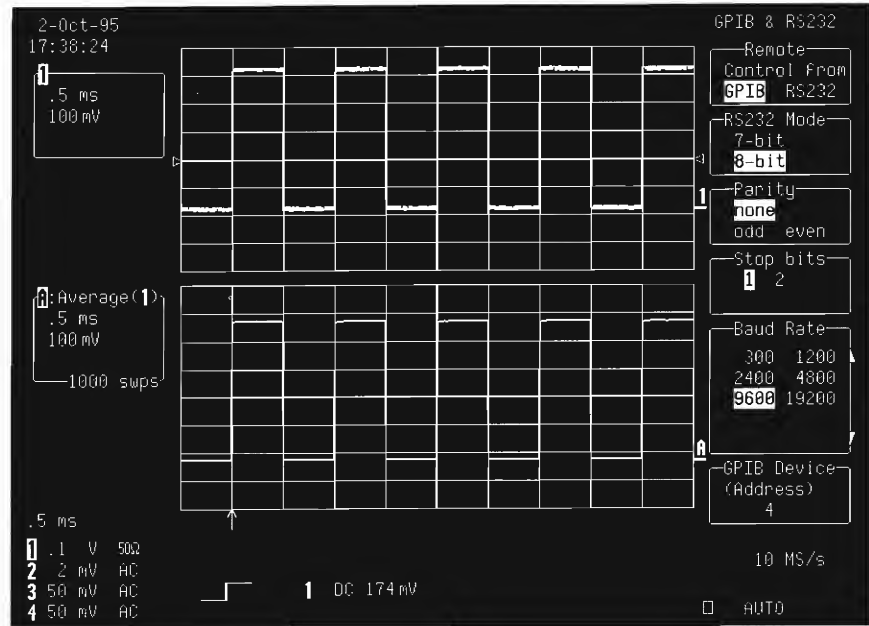 2-Oct-95
17:38:24
1
.5 ms
100 mV
A:Average(1)
.5 ms
100 mV
1000 swps
.5 ms
1 .1 V 50Ω
2 2 mV AC
3 50 mV AC
4 50 mV AC
1 DC 174 mV
1
A
GPIB & RS232
Remote
Control from
GPIB RS232
RS232 Mode
7-bit
8-bit
Parity
none
odd even
Stop bits
1 2
Baud Rate
300 1200
2400 4800
9600 19200
GPIB Device
(Address)
4
10 MS/s
AUTO